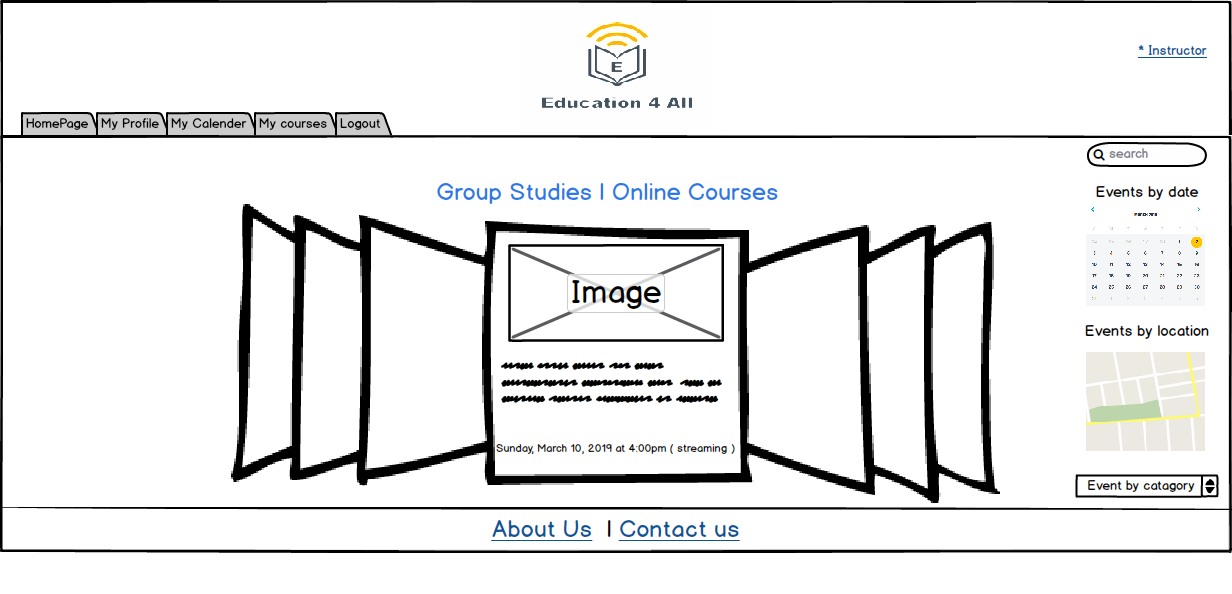 E
Education 4 All
* Instructor
HomePage
My Profile
My Calender
My courses
Logout
search
Group Studies | Online Courses
Events by date
Image
Events by location
Sunday, March 10, 2019 at 4:00pm ( streaming )
Event by catagory
About Us | Contact us